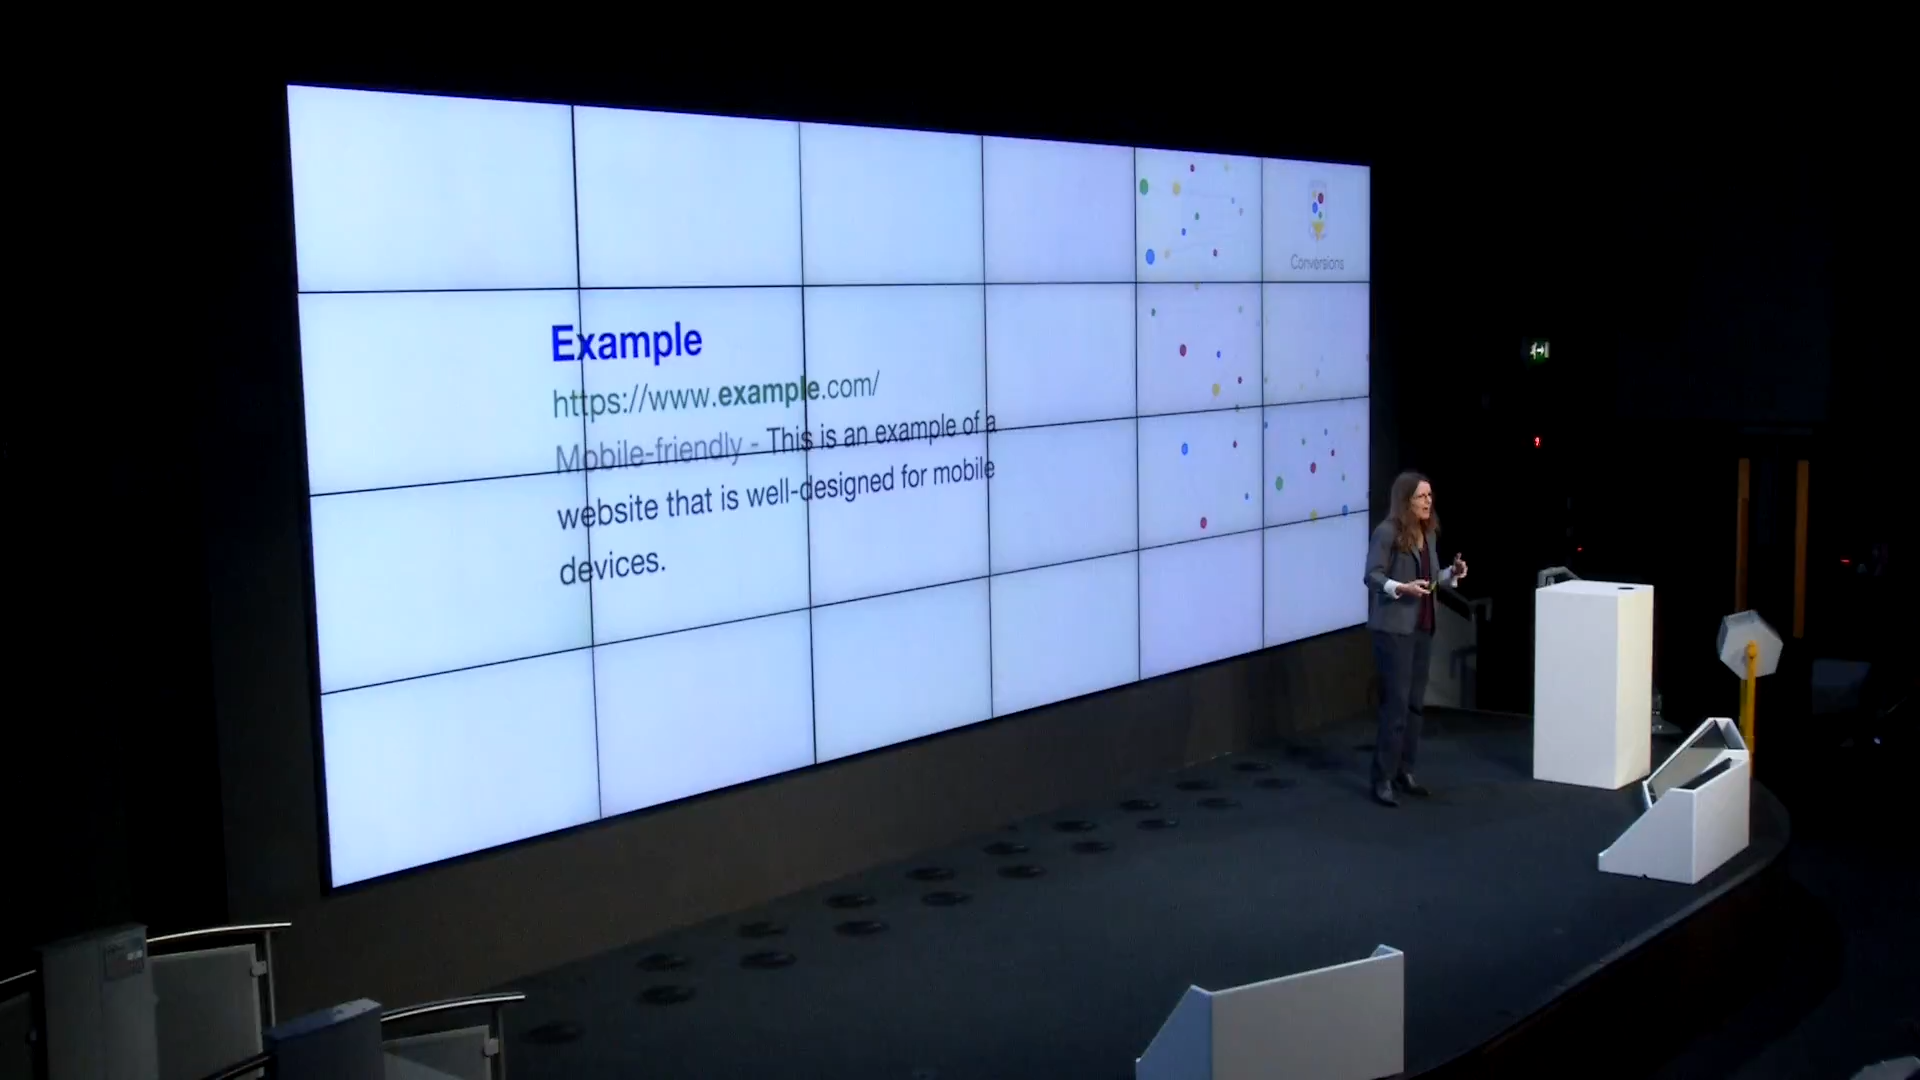 Conversions
Example
https://www.example.com/
Mobile-friendly - This is an example of a
website that is well-designed for mobile
devices.